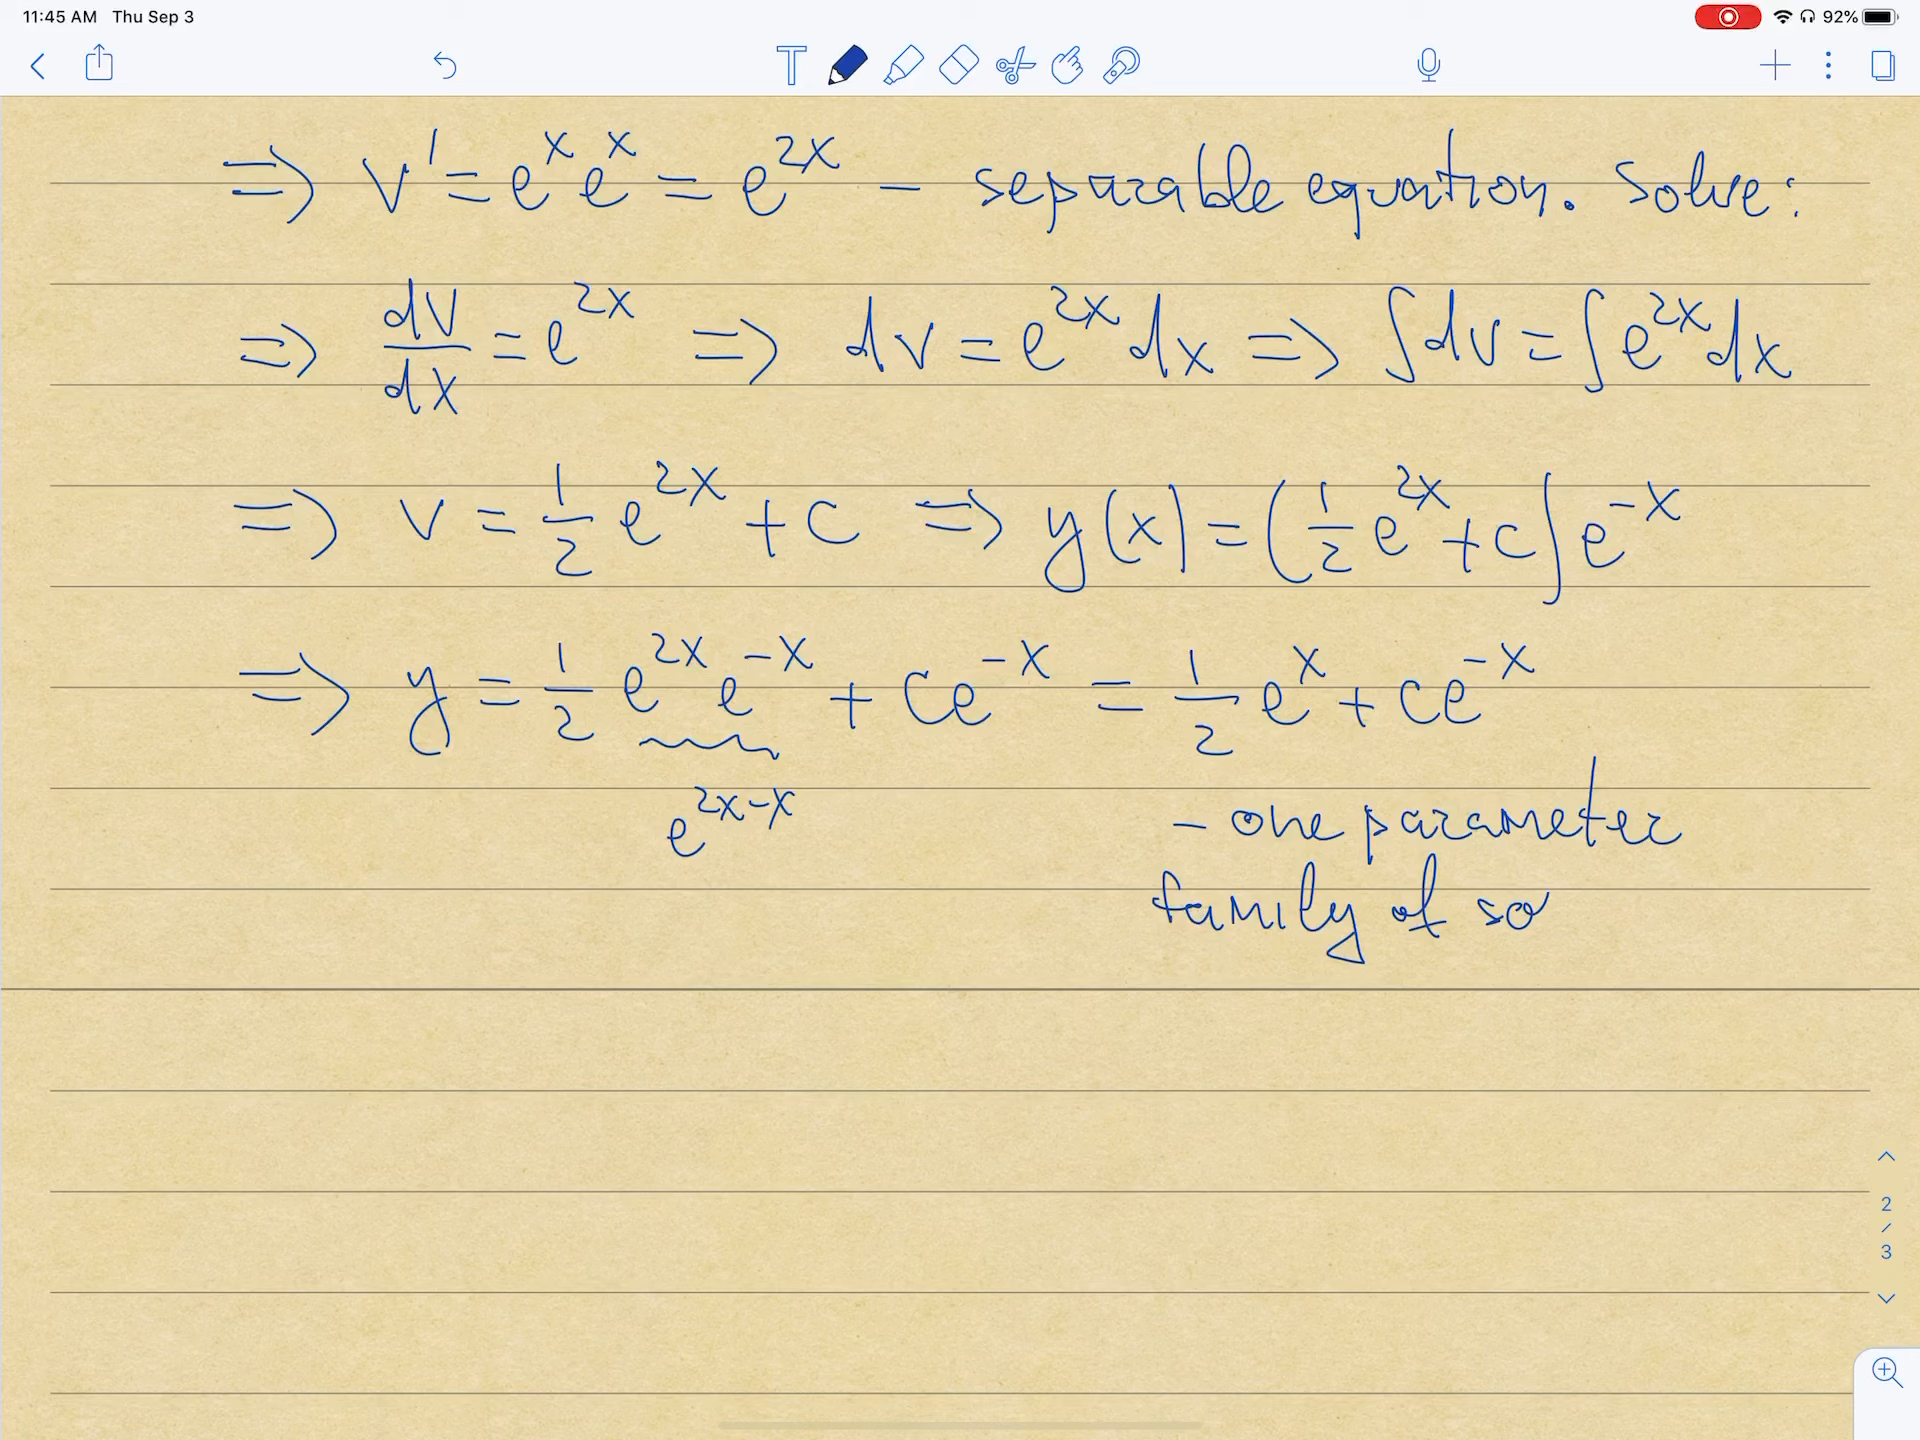 11:45 AM Thu Sep 3 92%
⇒ v' = e^x e^x = e^{2x} – separable equation. Solve:
⇒ dv/dx = e^{2x} ⇒ dv = e^{2x} dx ⇒ ∫dv = ∫e^{2x} dx
⇒ v = 1/2 e^{2x} + c ⇒ y(x) = (1/2 e^{2x} + c) e^{-x}
⇒ y = 1/2 e^{2x} e^{-x} + ce^{-x} = 1/2 e^x + ce^{-x}
e^{2x-x}
– one parameter
family of so
2
/
3